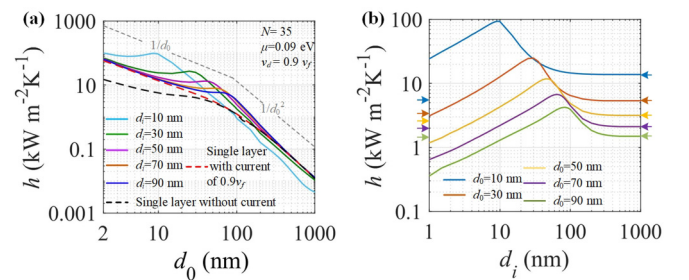 (a)
1000
10
0.1
0.001
h (kW m⁻²K⁻¹)
1/d₀
1/d₀²
N= 35
μ=0.09 eV
v_d = 0.9 v_f
d_i=10 nm
d_i=30 nm
d_i=50 nm
d_i=70 nm
d_i=90 nm
Single layer
with current
of 0.9v_f
Single layer without current
2 10 100 1000
d₀ (nm)
(b)
100
10
1
0.1
h (kW m⁻²K⁻¹)
d₀=10 nm
d₀=30 nm
d₀=50 nm
d₀=70 nm
d₀=90 nm
1 10 100 1000
d_i (nm)